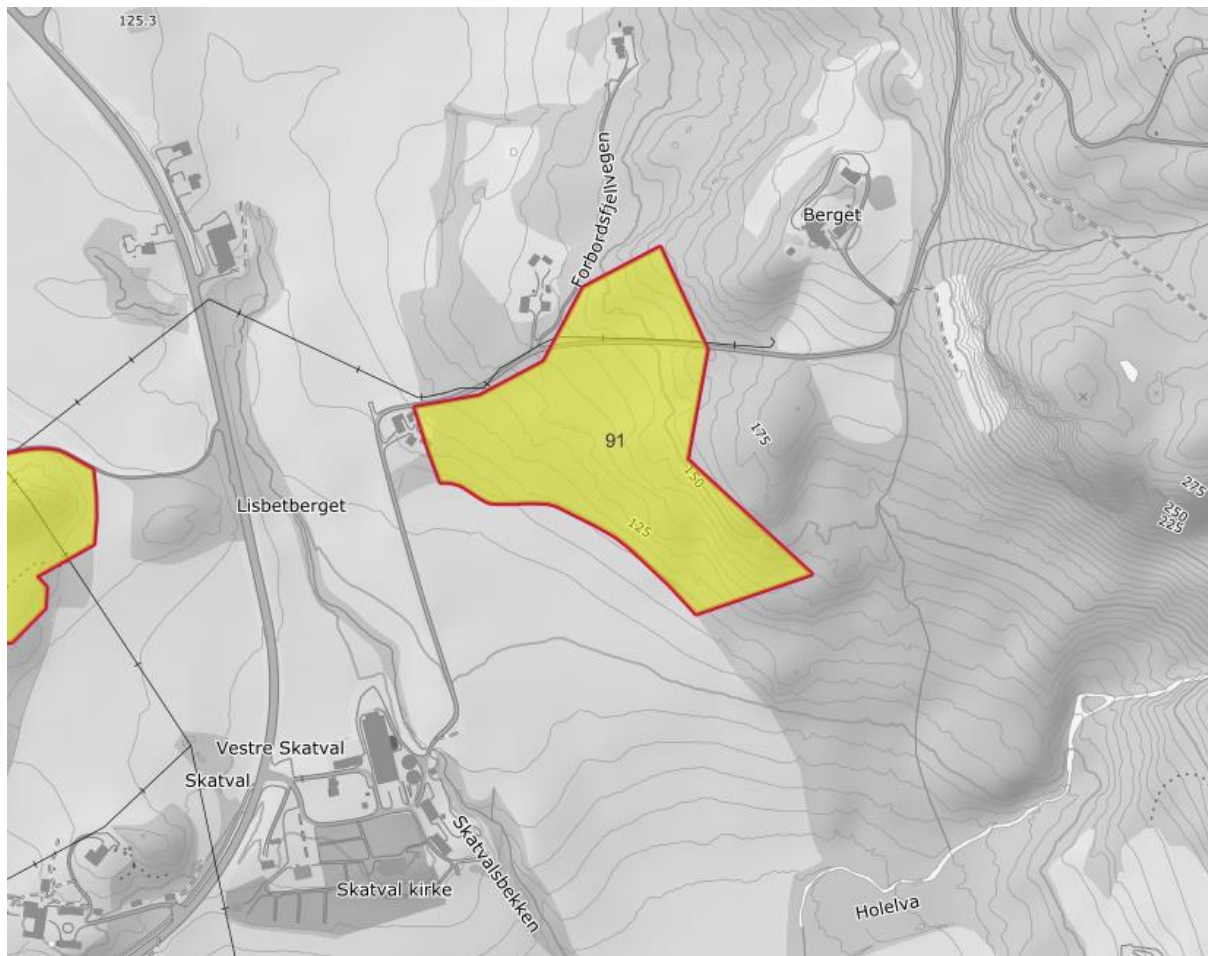 125.3
Forbordsfjellvegen
Berget
91
175
150
125
275
250
225
Lisbetberget
Vestre Skatval
Skatval
Skatvalsbekken
Skatval kirke
Holelva